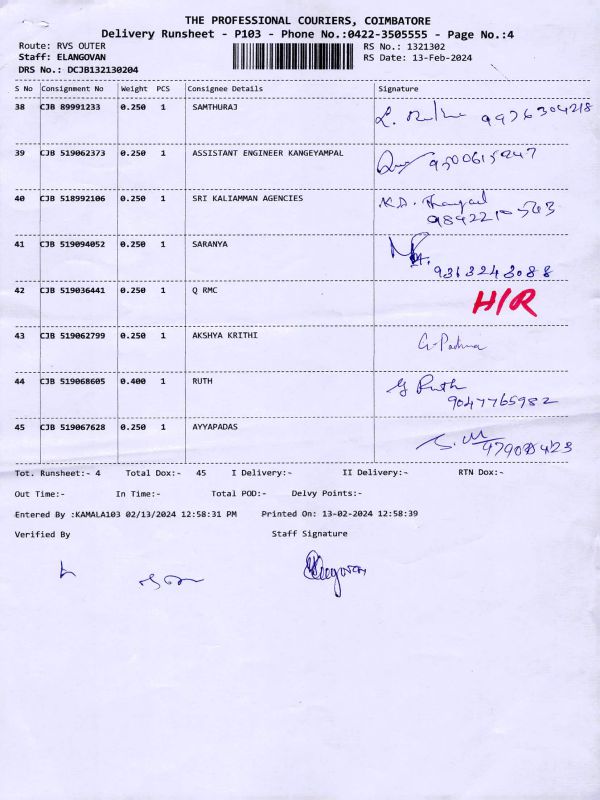 THE PROFESSIONAL COURIERS, COIMBATORE
Delivery Runsheet - P103 - Phone No.:0422-3505555 - Page No.:4
Route: RVS OUTER RS No.: 1321302
Staff: ELANGOVAN RS Date: 13-Feb-2024
DRS No.: DCJB132130204
S No Consignment No Weight PCS Consignee Details Signature
38 CJB 89991233 0.250 1 SAMTHURAJ 9976304218
39 CJB 519062373 0.250 1 ASSISTANT ENGINEER KANGEYAMPAL
40 CJB 518992106 0.250 1 SRI KALIAMMAN AGENCIES
41 CJB 519094052 0.250 1 SARANYA
9363248088
42 CJB 519036441 0.250 1 Q RMC H/R
43 CJB 519062799 0.250 1 AKSHYA KRITHI G-Padma
44 CJB 519068605 0.400 1 RUTH G Ruth
9047765982
45 CJB 519067628 0.250 1 AYYAPADAS
Tot. Runsheet:- 4 Total Dox:- 45 I Delivery:- II Delivery:- RTN Dox:-
Out Time:- In Time:- Total POD:- Delvy Points:-
Entered By :KAMALA103 02/13/2024 12:58:31 PM Printed On: 13-02-2024 12:58:39
Verified By Staff Signature
Elangovan